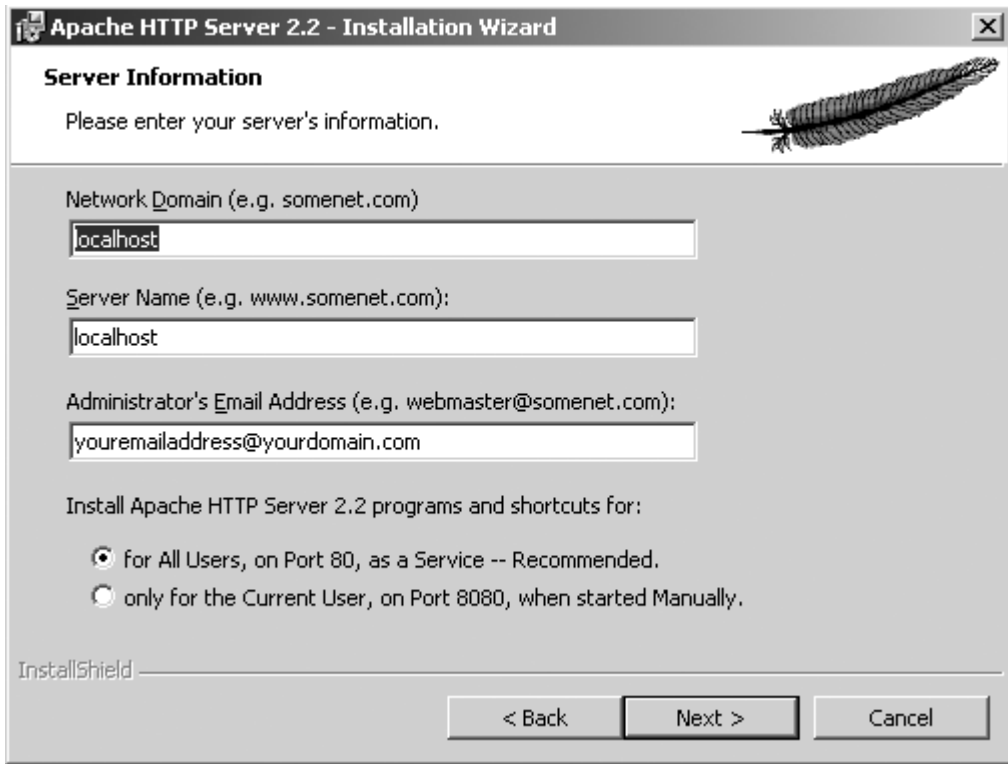 Apache HTTP Server 2.2 - Installation Wizard
Server Information
Please enter your server's information.
Network Domain (e.g. somenet.com)
localhost
Server Name (e.g. www.somenet.com):
localhost
Administrator's Email Address (e.g. webmaster@somenet.com):
youremailaddress@yourdomain.com
Install Apache HTTP Server 2.2 programs and shortcuts for:
for All Users, on Port 80, as a Service -- Recommended.
only for the Current User, on Port 8080, when started Manually.
InstallShield
< Back Next > Cancel